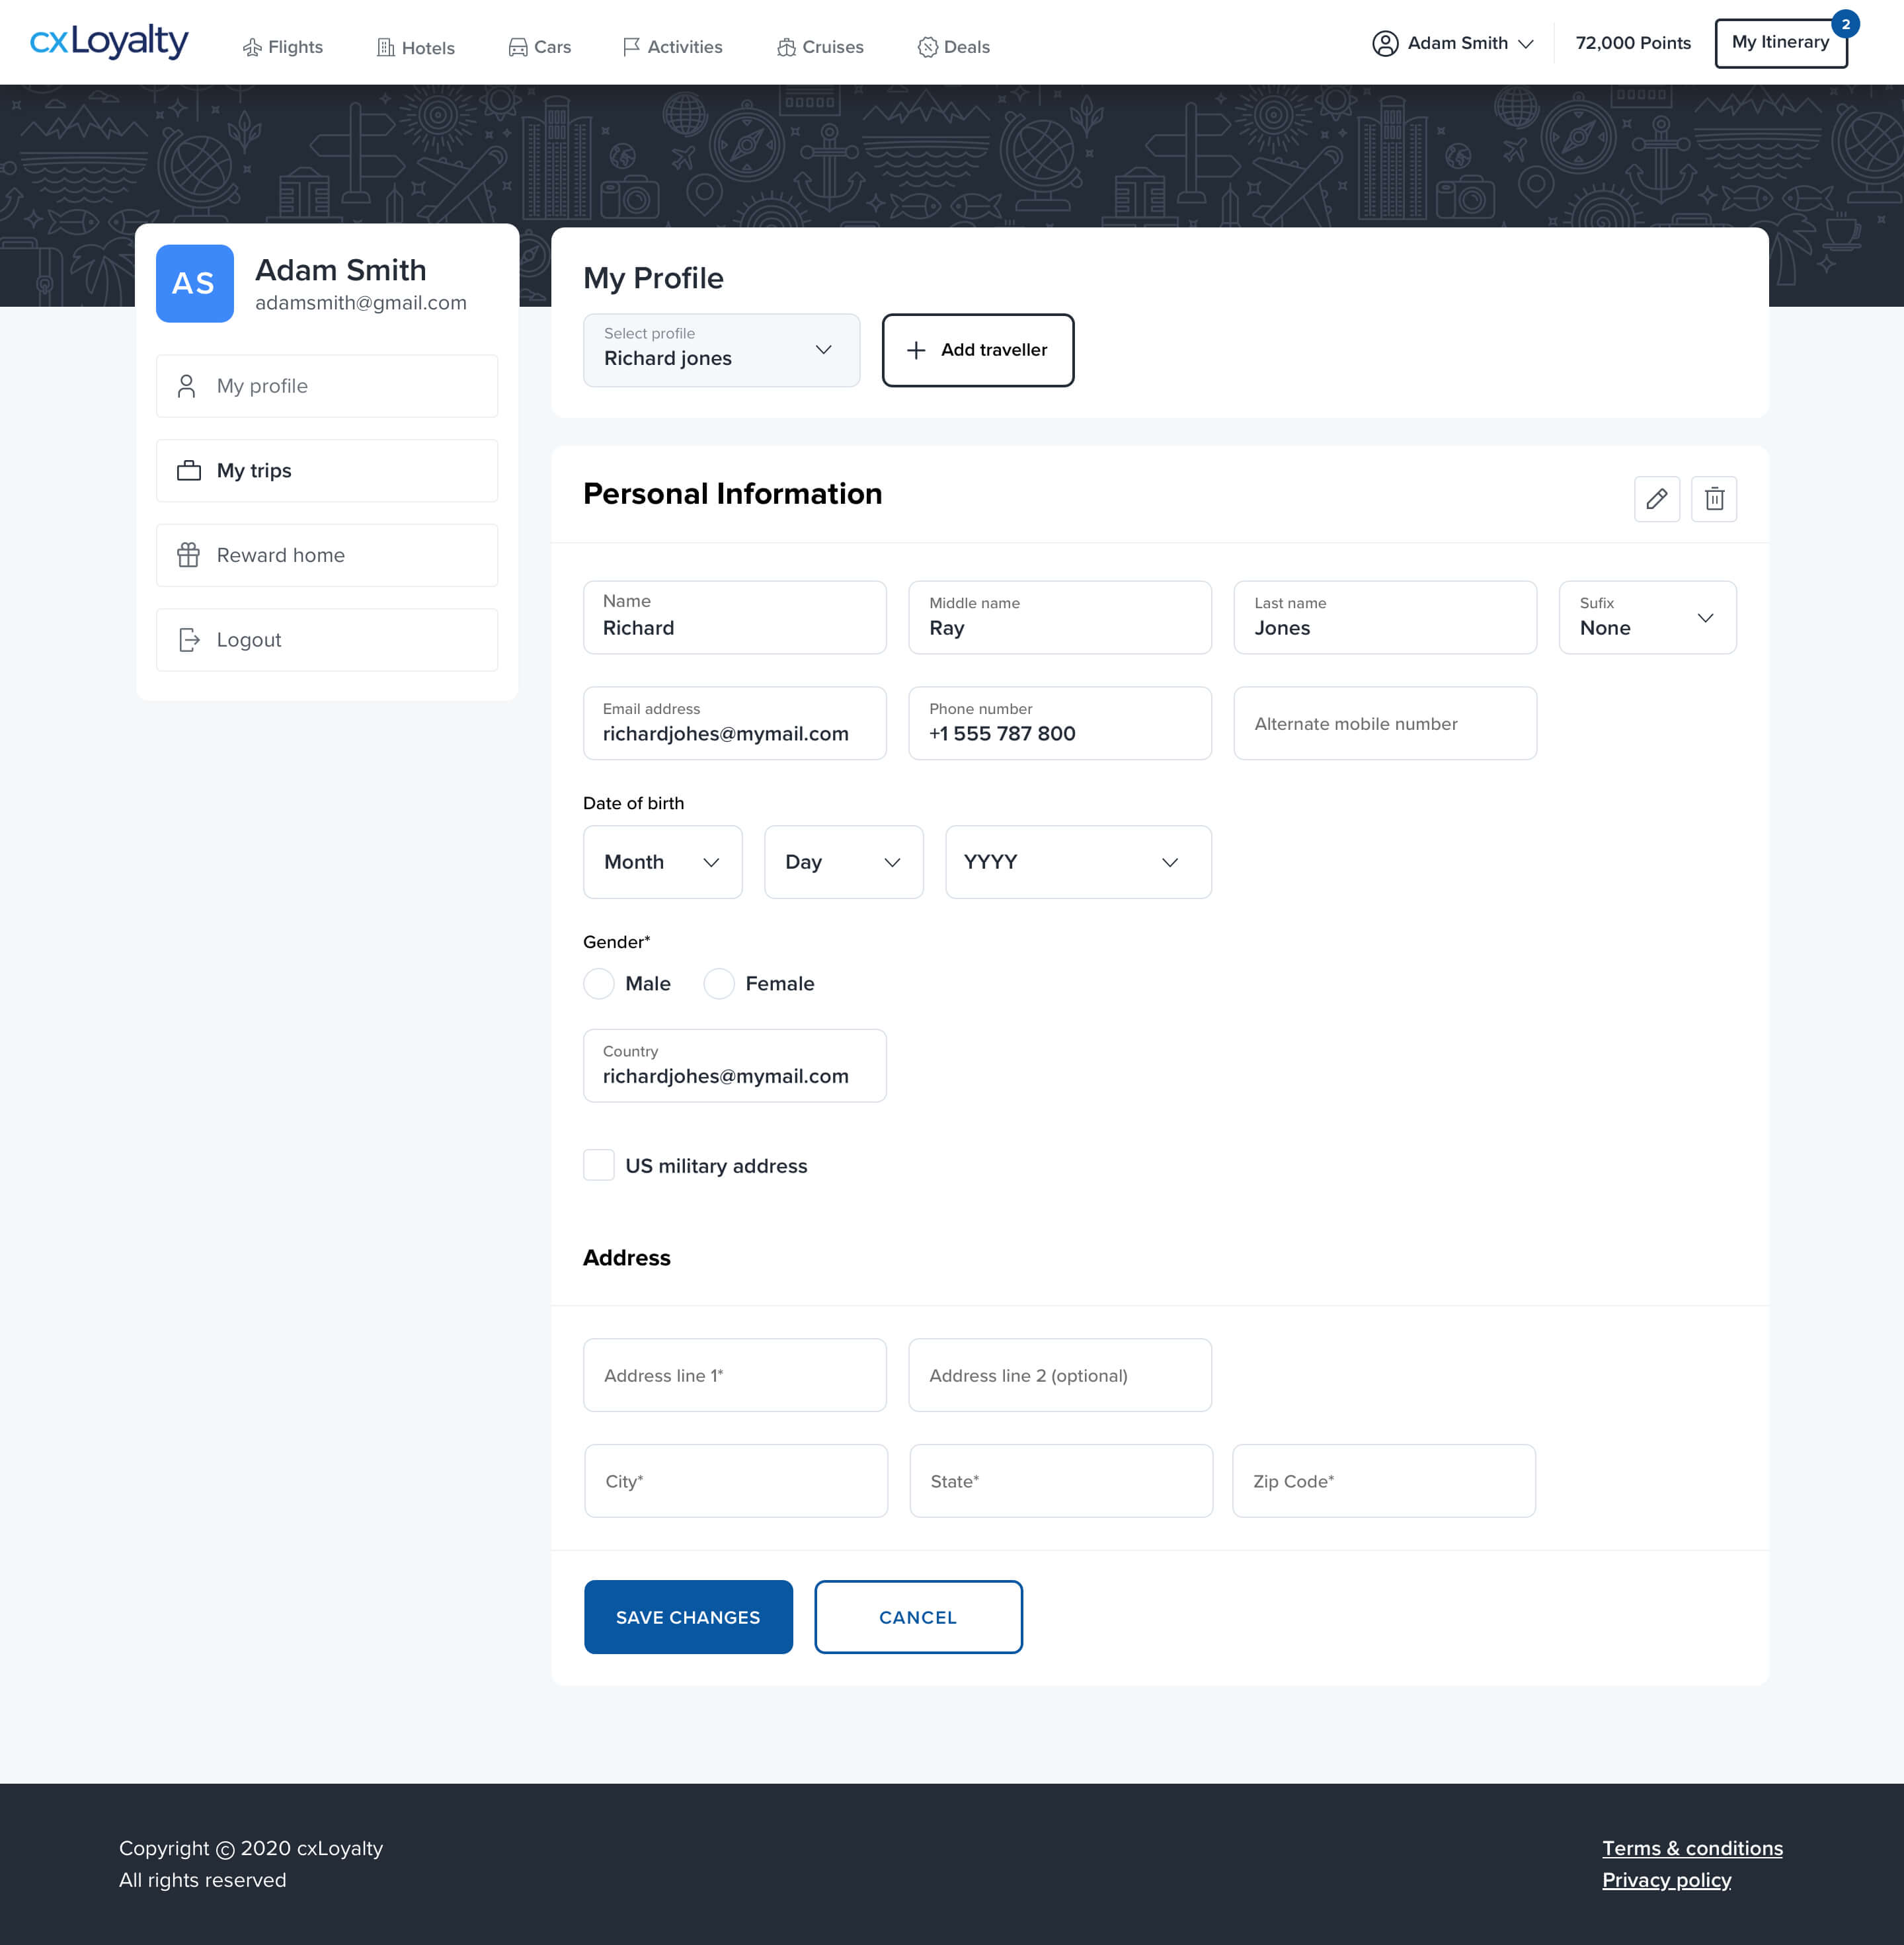 cxLoyalty
Flights
Hotels
Cars
Activities
Cruises
Deals
Adam Smith
72,000 Points
My Itinerary
2
AS
Adam Smith
adamsmith@gmail.com
My profile
My trips
Reward home
Logout
My Profile
Select profile
Richard jones
Add traveller
Personal Information
Name
Richard
Middle name
Ray
Last name
Jones
Sufix
None
Email address
richardjohes@mymail.com
Phone number
+1 555 787 800
Alternate mobile number
Date of birth
Month
Day
YYYY
Gender*
Male
Female
Country
richardjohes@mymail.com
US military address
Address
Address line 1*
Address line 2 (optional)
City*
State*
Zip Code*
SAVE CHANGES
CANCEL
Copyright © 2020 cxLoyalty
All rights reserved
Terms & conditions
Privacy policy